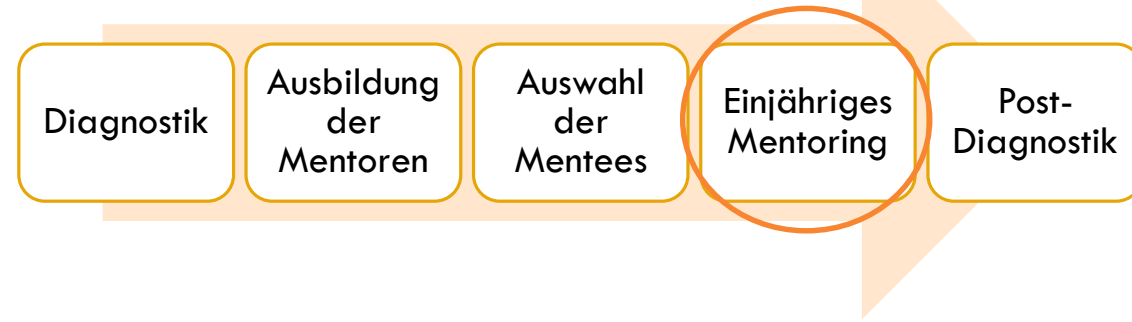 Diagnostik
Ausbildung
der
Mentoren
Auswahl
der
Mentees
Einjähriges
Mentoring
Post-
Diagnostik